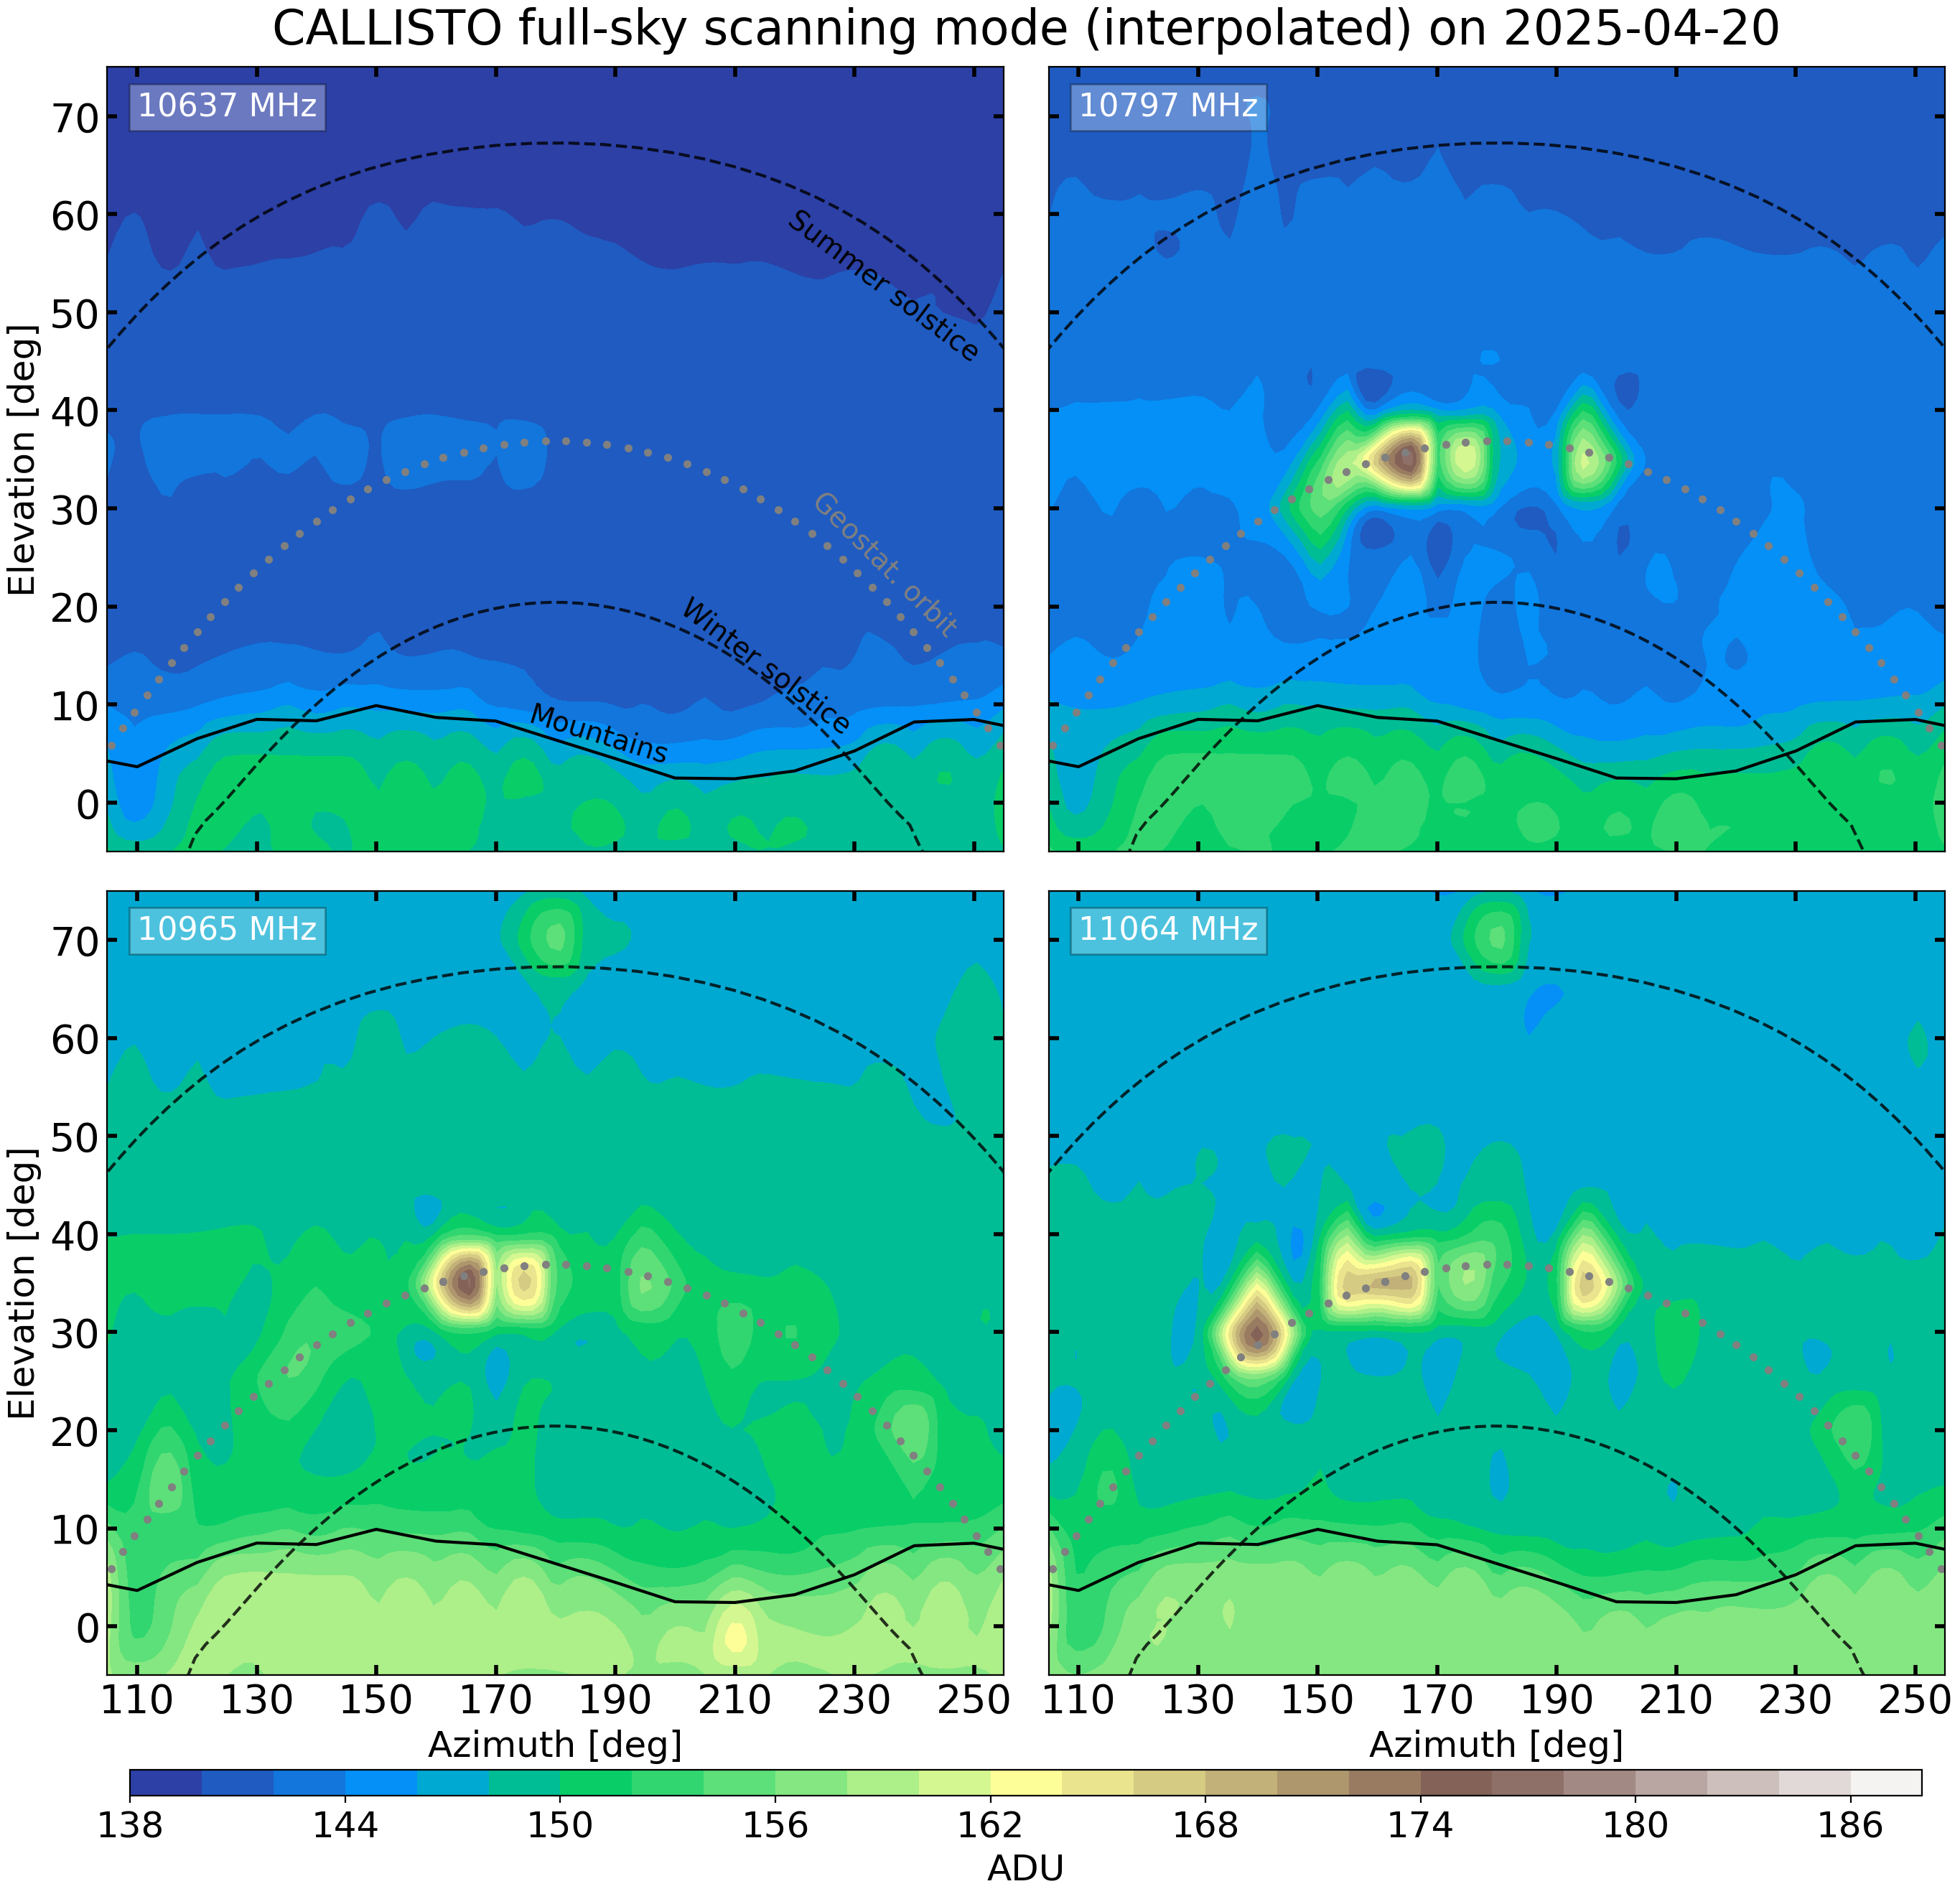 CALLISTO full-sky scanning mode (interpolated) on 2025-04-20
10637 MHz
10797 MHz
70
60
50
40
30
20
10
0
Elevation [deg]
Summer solstice
Geostat. orbit
Winter solstice
Mountains
10965 MHz
11064 MHz
70
60
50
40
30
20
10
0
Elevation [deg]
110 130 150 170 190 210 230 250
110 130 150 170 190 210 230 250
Azimuth [deg]
Azimuth [deg]
138 144 150 156 162 168 174 180 186
ADU